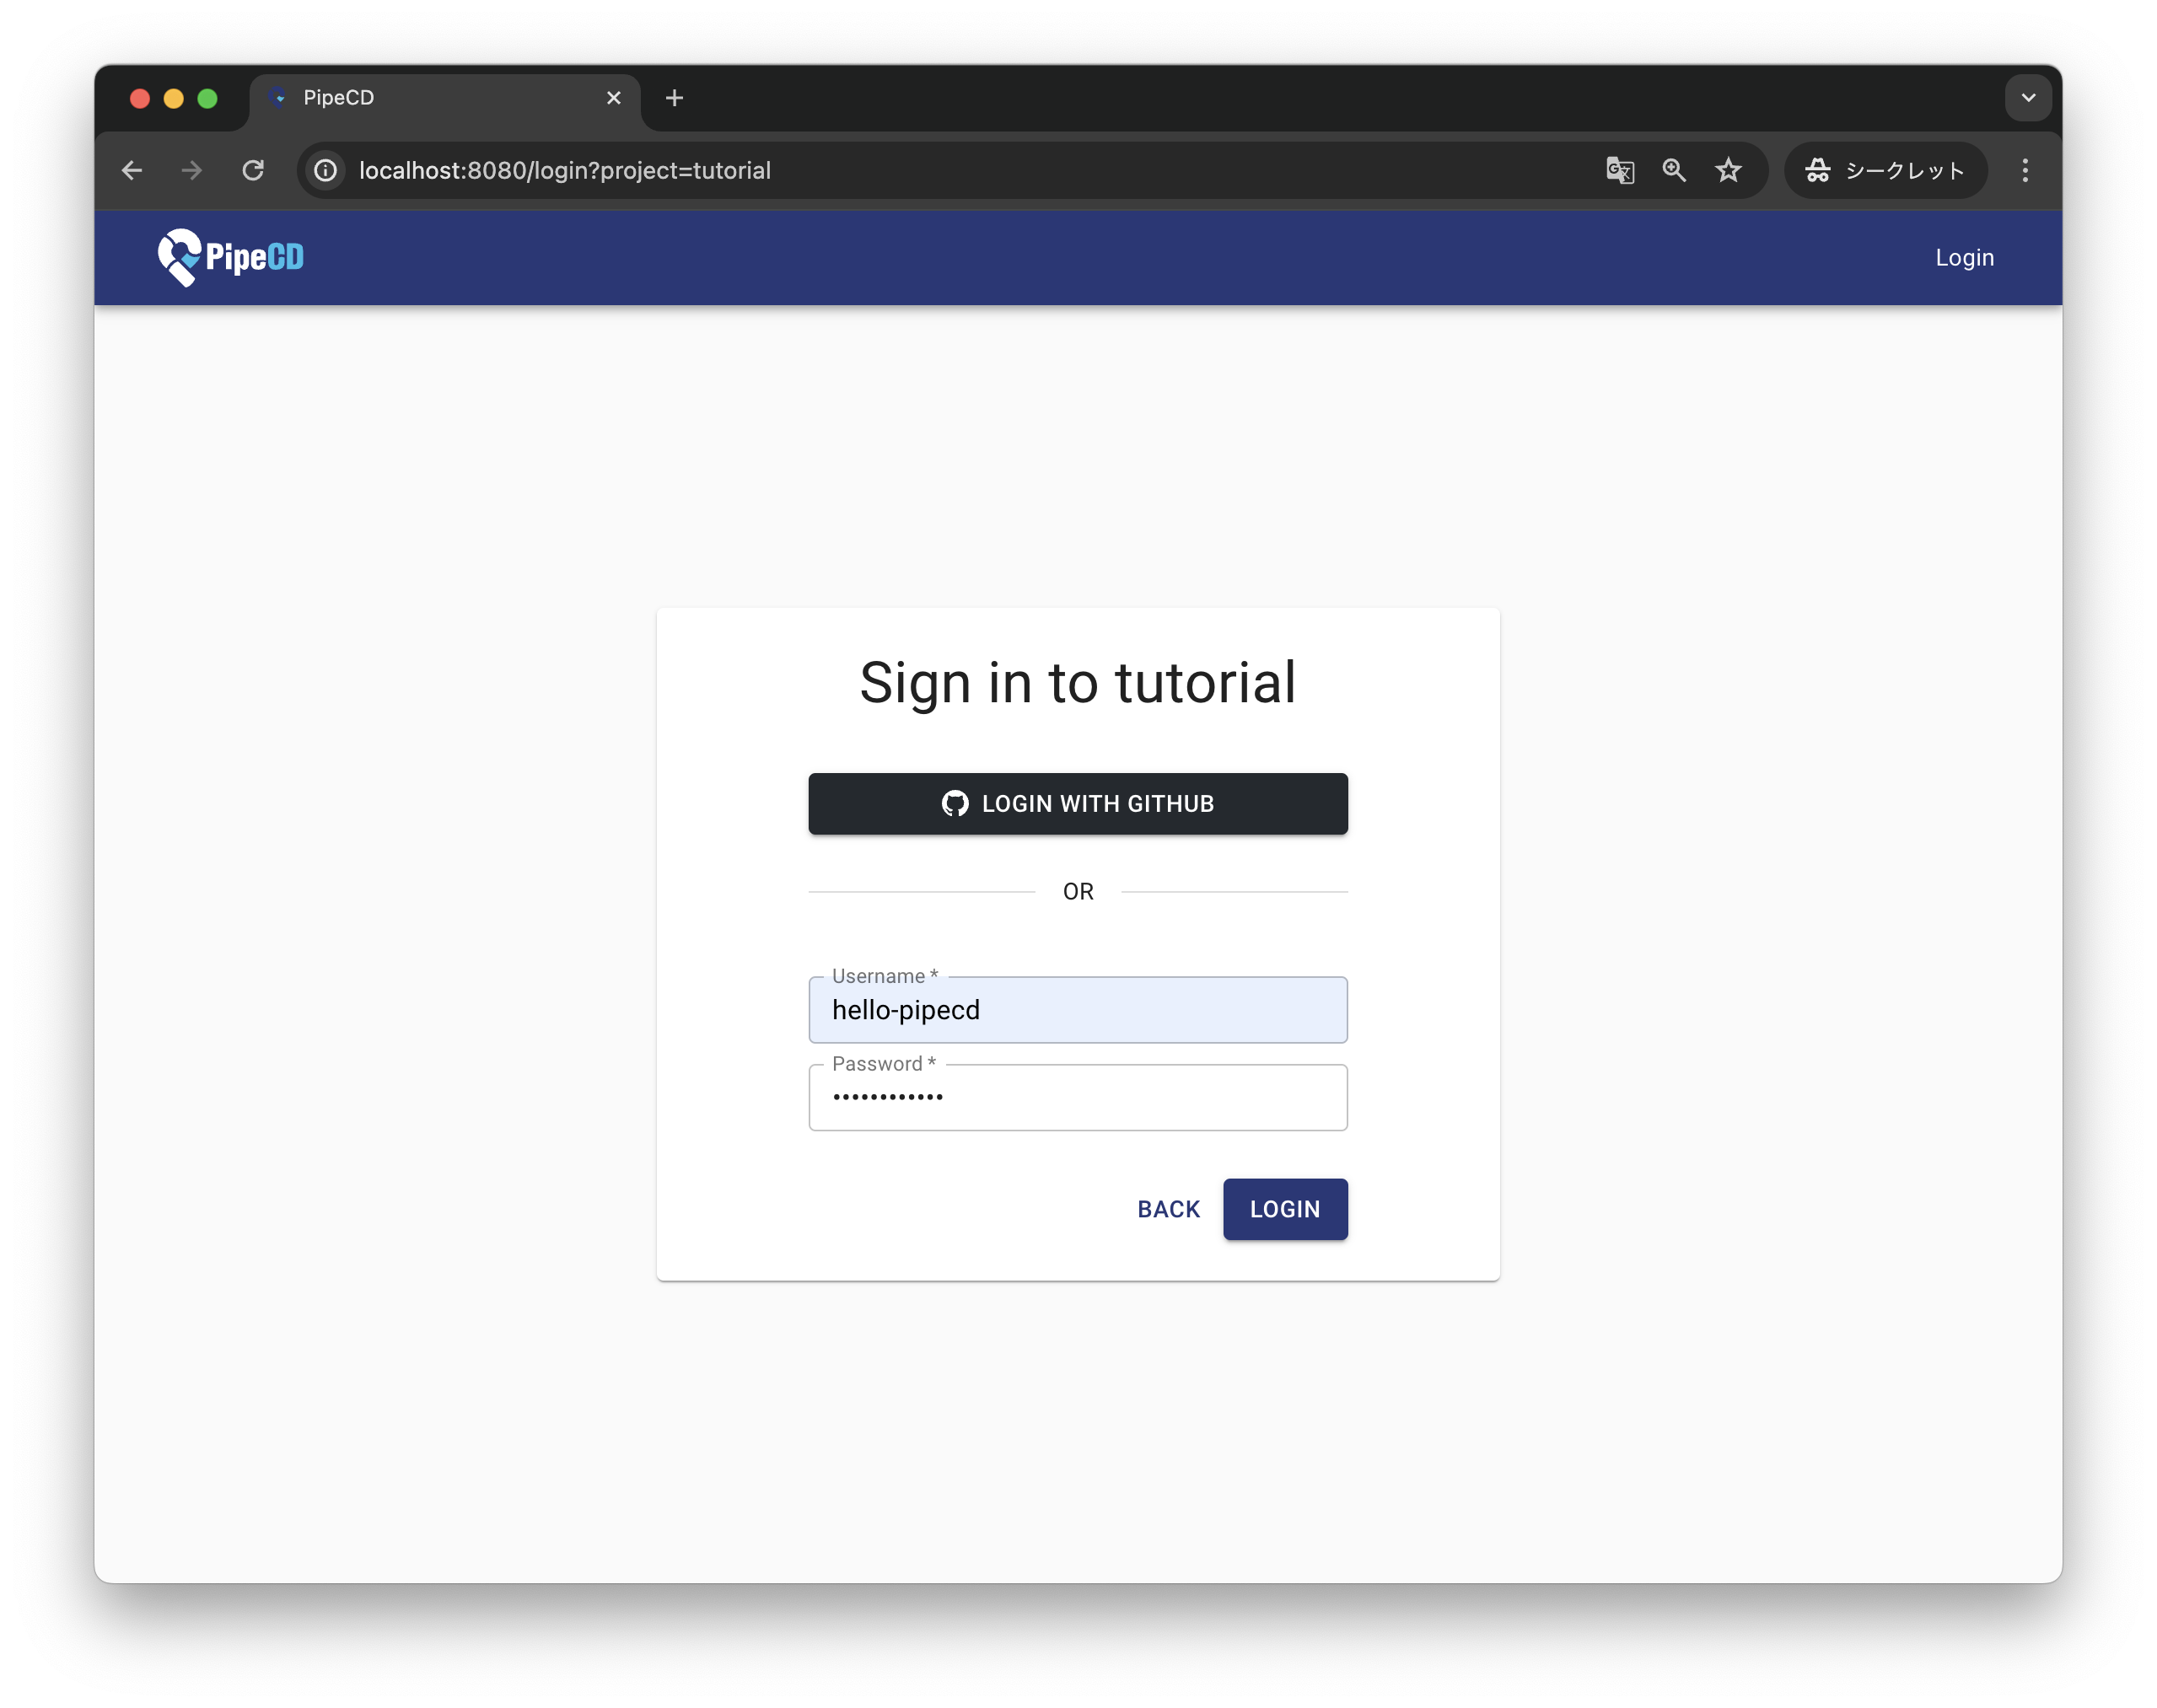 PipeCD
localhost:8080/login?project=tutorial
シークレット
PipeCD
Login
Sign in to tutorial
LOGIN WITH GITHUB
OR
Username *
hello-pipecd
Password *
••••••••••••
BACK
LOGIN